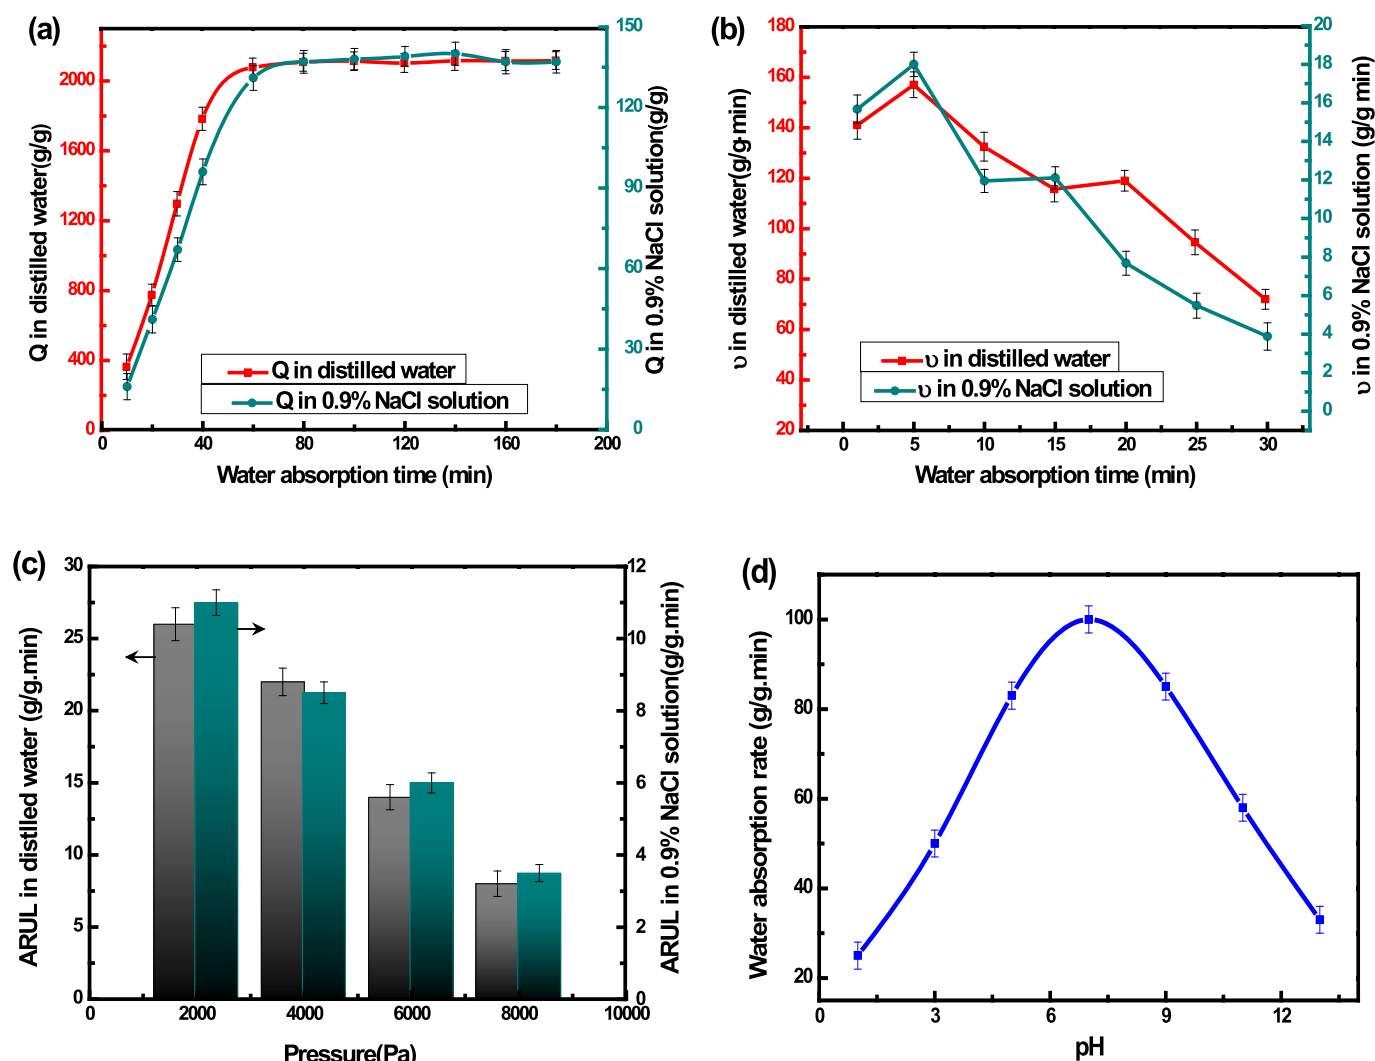 (a)
Q in distilled water(g/g)
2000
1600
1200
800
400
0
150
120
90
60
30
0
Q in 0.9% NaCl solution(g/g)
Q in distilled water
Q in 0.9% NaCl solution
0 40 80 120 160 200
Water absorption time (min)
(b)
υ in distilled water(g/g·min)
180
160
140
120
100
80
60
40
20
20
18
16
14
12
10
8
6
4
2
0
υ in 0.9% NaCl solution (g/g min)
υ in distilled water
υ in 0.9% NaCl solution
0 5 10 15 20 25 30
Water absorption time (min)
(c)
ARUL in distlled water (g/g.min)
30
25
20
15
10
5
0
12
10
8
6
4
2
0
ARUL in 0.9% NaCl solution(g/g.min)
0 2000 4000 6000 8000 10000
Pressure(Pa)
(d)
Water absorption rate (g/g.min)
100
80
60
40
20
0 3 6 9 12
pH